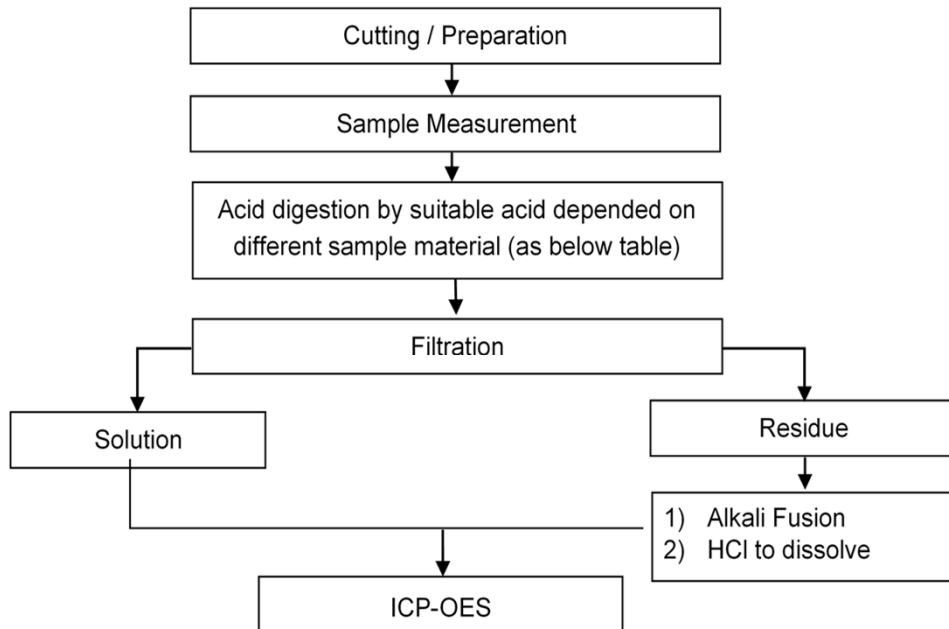 Cutting / Preparation
Sample Measurement
Acid digestion by suitable acid depended on
different sample material (as below table)
Filtration
Solution
Residue
1) Alkali Fusion
2) HCl to dissolve
ICP-OES